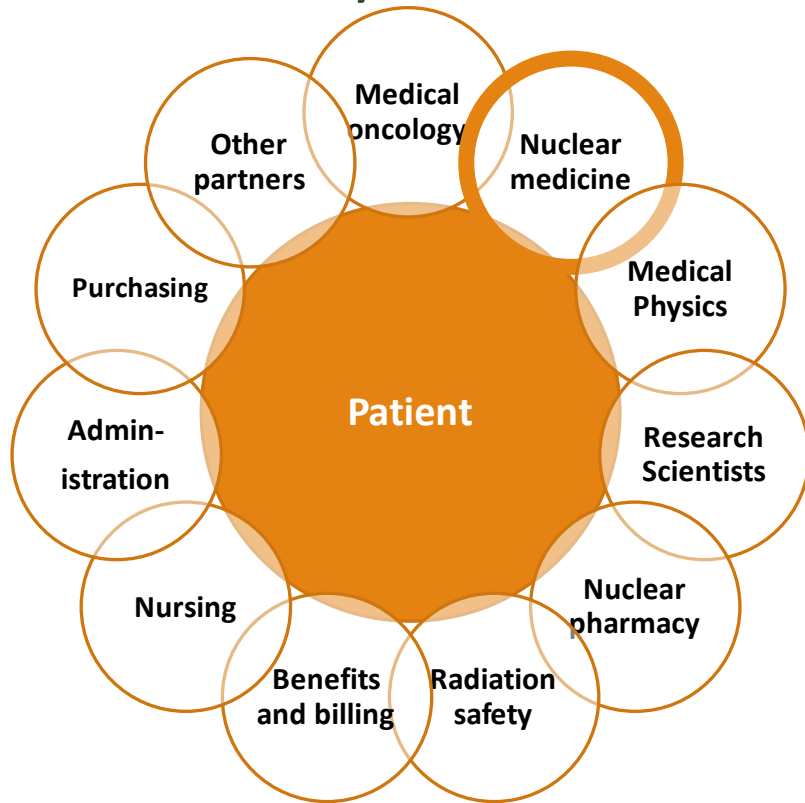 Medical
oncology
Nuclear
medicine
Medical
Physics
Research
Scientists
Nuclear
pharmacy
Radiation
safety
Benefits
and billing
Nursing
Admin-
istration
Purchasing
Other
partners
Patient